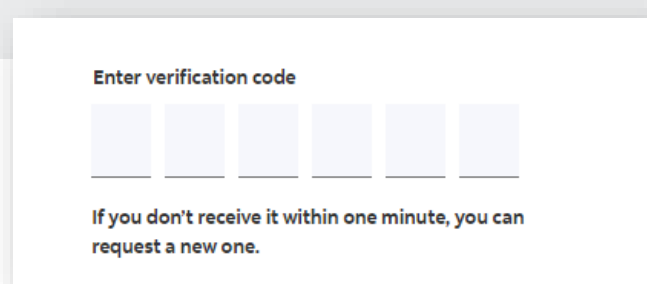 Enter verification code
If you don’t receive it within one minute, you can
request a new one.